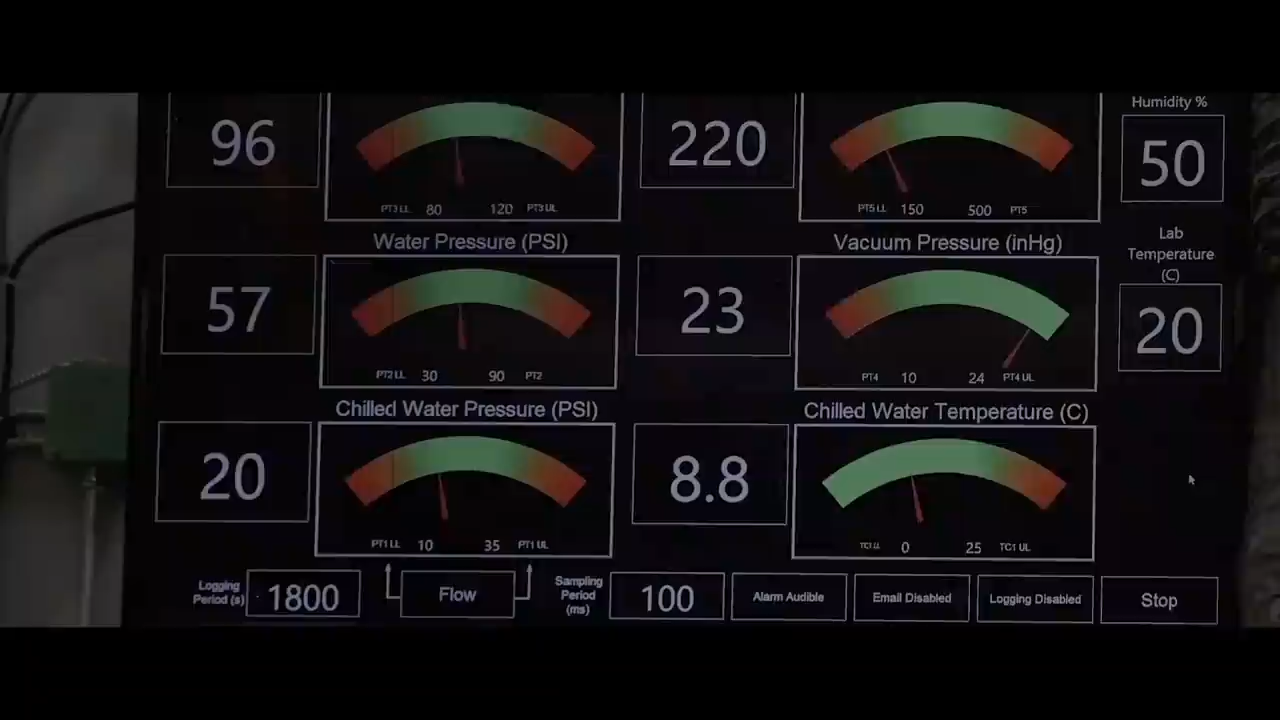 Humidity %
96
220
50
PT3 LL 80 120 PT3 UL
PT5 LL 150 500 PT5
Water Pressure (PSI)
Vacuum Pressure (inHg)
Lab
Temperature
(C)
57
23
20
PT2 LL 30 90 PT2
PT4 10 24 PT4 UL
Chilled Water Pressure (PSI)
Chilled Water Temperature (C)
20
8.8
PT1 LL 10 35 PT1 UL
TC1 LL 0 25 TC1 UL
Logging
Period (s)
1800
Flow
Sampling
Period
(ms)
100
Alarm Audible
Email Disabled
Logging Disabled
Stop